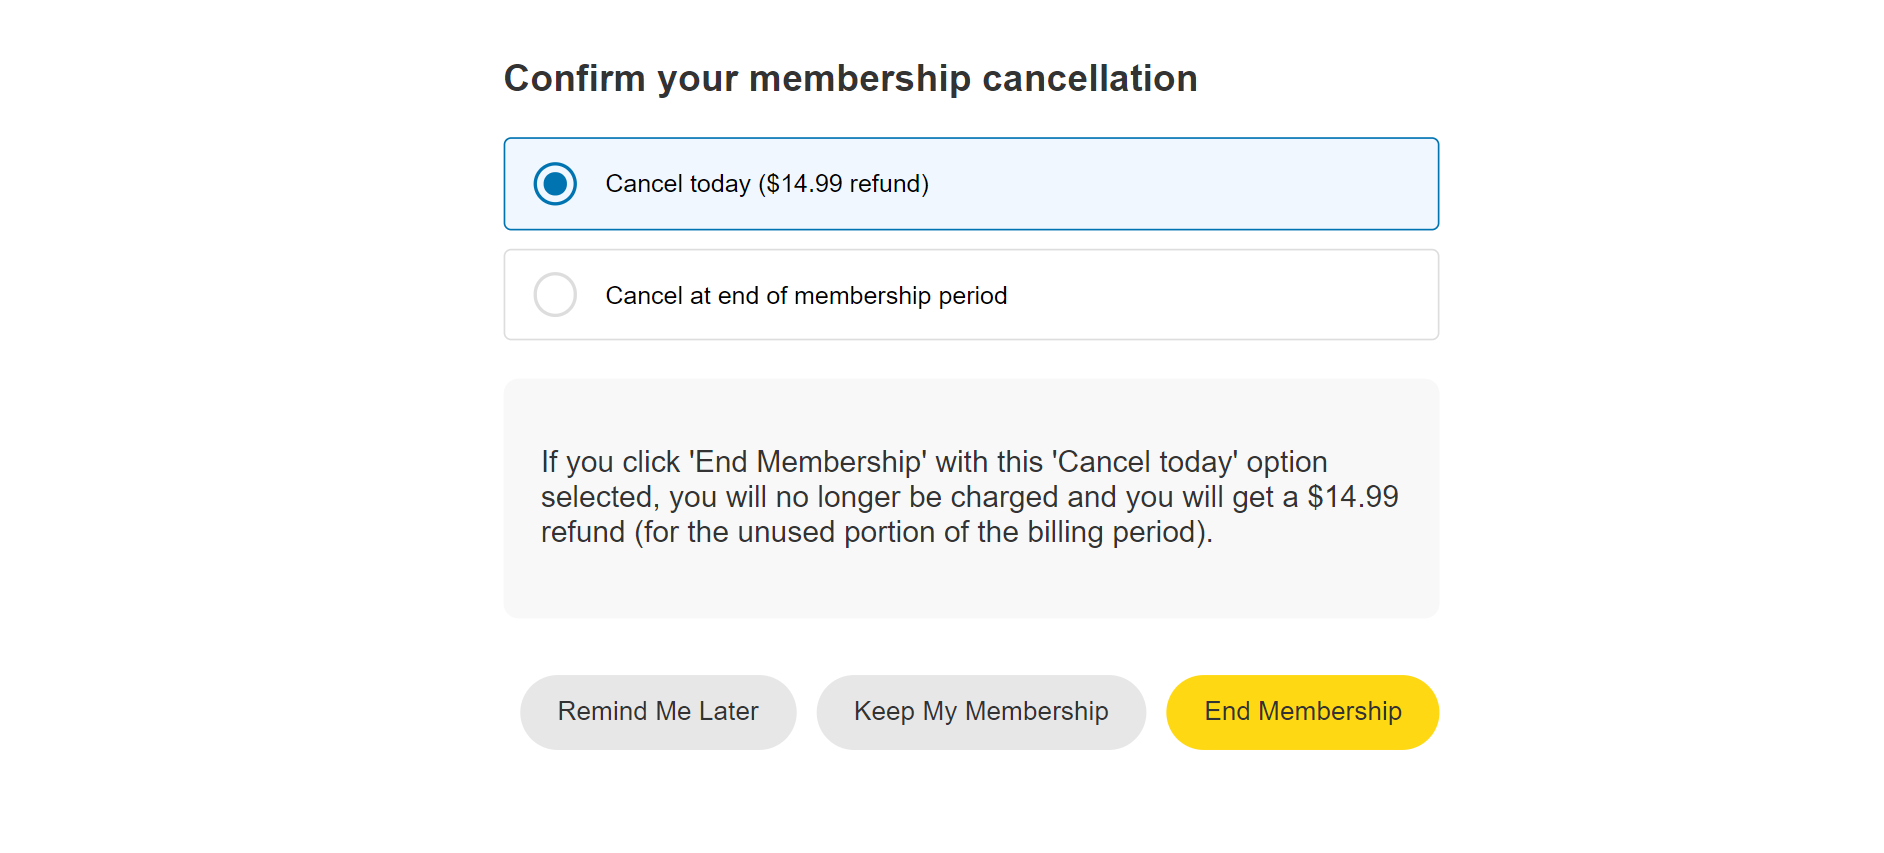 Confirm your membership cancellation
Cancel today ($14.99 refund)
Cancel at end of membership period
If you click 'End Membership' with this 'Cancel today' option
selected, you will no longer be charged and you will get a $14.99
refund (for the unused portion of the billing period).
Remind Me Later
Keep My Membership
End Membership